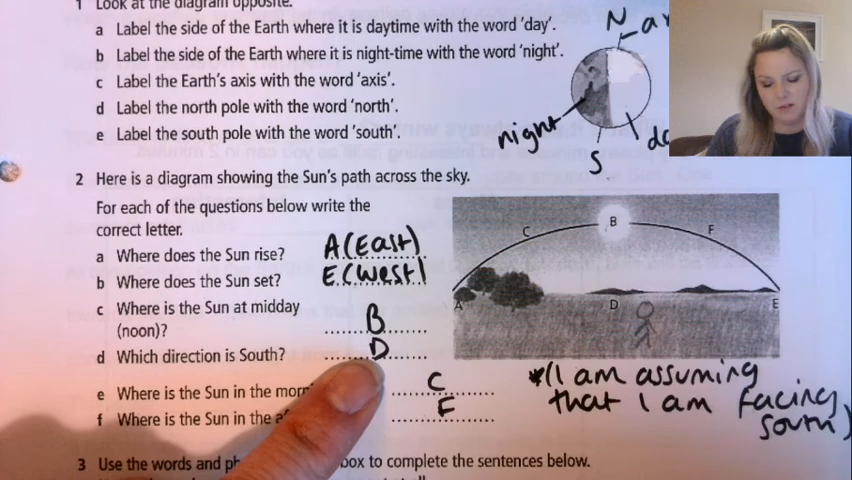 1 Look at the diagram opposite.
a Label the side of the Earth where it is daytime with the word 'day'.
b Label the side of the Earth where it is night-time with the word 'night'.
c Label the Earth's axis with the word 'axis'.
d Label the north pole with the word 'north'.
e Label the south pole with the word 'south'.
N
night
S
2 Here is a diagram showing the Sun's path across the sky.
For each of the questions below write the
correct letter.
a Where does the Sun rise? A (East)
b Where does the Sun set? E (West)
c Where is the Sun at midday
(noon)? B
d Which direction is South? D
e Where is the Sun in the C
f Where is the Sun in the F
A
C
B
F
D
E
*(I am assuming
that I am facing
south)
3 Use the words and box to complete the sentences below.